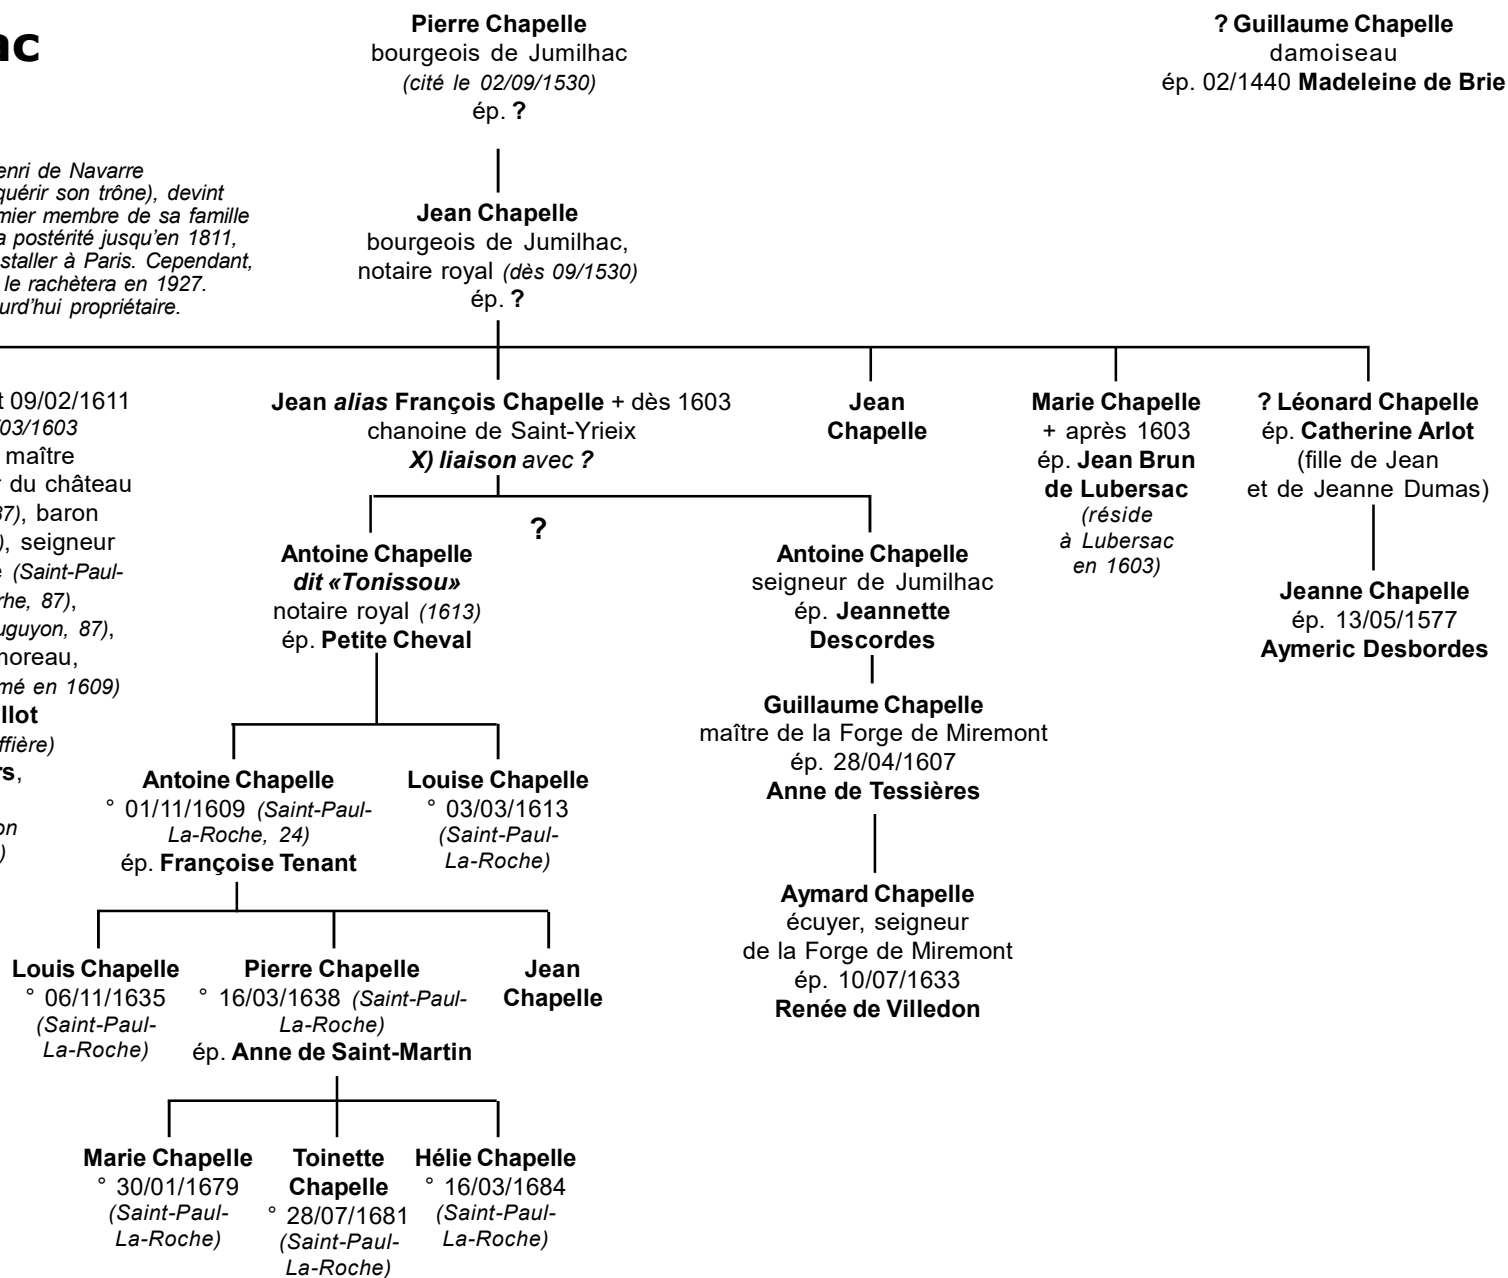 Pierre Chapelle
bourgeois de Jumilhac
(cité le 02/09/1530)
ép. ?
? Guillaume Chapelle
damoiseau
ép. 02/1440 Madeleine de Brie
ac
enri de Navarre
quérir son trône), devint
mier membre de sa famille
a postérité jusqu'en 1811,
staller à Paris. Cependant,
le rachètera en 1927.
urd'hui propriétaire.
Jean Chapelle
bourgeois de Jumilhac,
notaire royal (dès 09/1530)
ép. ?
t 09/02/1611
/03/1603
maître
r du château
87), baron
), seigneur
e (Saint-Paul-
rhe, 87),
uguyon, 87),
moreau,
mé en 1609)
llot
ffière)
rs,
on
)
Jean alias François Chapelle + dès 1603
chanoine de Saint-Yrieix
X) liaison avec ?
Jean
Chapelle
Marie Chapelle
+ après 1603
ép. Jean Brun
de Lubersac
(réside
à Lubersac
en 1603)
? Léonard Chapelle
ép. Catherine Arlot
(fille de Jean
et de Jeanne Dumas)
?
Antoine Chapelle
dit «Tonissou»
notaire royal (1613)
ép. Petite Cheval
Antoine Chapelle
seigneur de Jumilhac
ép. Jeannette
Descordes
Jeanne Chapelle
ép. 13/05/1577
Aymeric Desbordes
Guillaume Chapelle
maître de la Forge de Miremont
ép. 28/04/1607
Anne de Tessières
Antoine Chapelle
° 01/11/1609 (Saint-Paul-
La-Roche, 24)
ép. Françoise Tenant
Louise Chapelle
° 03/03/1613
(Saint-Paul-
La-Roche)
Aymard Chapelle
écuyer, seigneur
de la Forge de Miremont
ép. 10/07/1633
Renée de Villedon
Louis Chapelle
° 06/11/1635
(Saint-Paul-
La-Roche)
Pierre Chapelle
° 16/03/1638 (Saint-Paul-
La-Roche)
ép. Anne de Saint-Martin
Jean
Chapelle
Marie Chapelle
° 30/01/1679
(Saint-Paul-
La-Roche)
Toinette
Chapelle
° 28/07/1681
(Saint-Paul-
La-Roche)
Hélie Chapelle
° 16/03/1684
(Saint-Paul-
La-Roche)